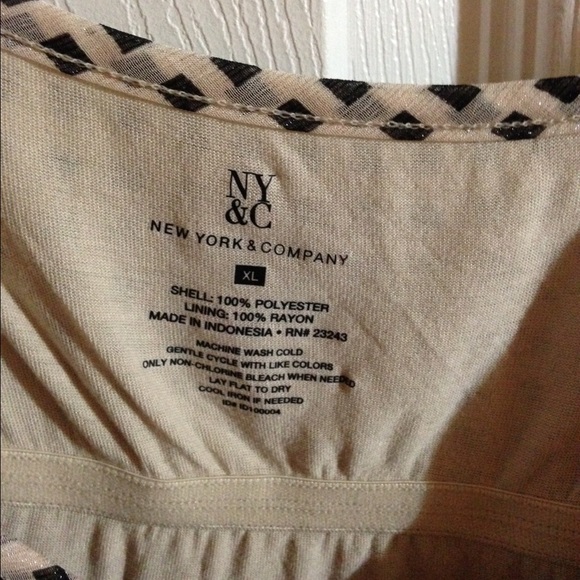 NY
&C
NEW YORK & COMPANY
XL
SHELL: 100% POLYESTER
LINING: 100% RAYON
MADE IN INDONESIA • RN# 23243
MACHINE WASH COLD
GENTLE CYCLE WITH LIKE COLORS
ONLY NON-CHLORINE BLEACH WHEN NEEDED
LAY FLAT TO DRY
COOL IRON IF NEEDED
ID# ID100004